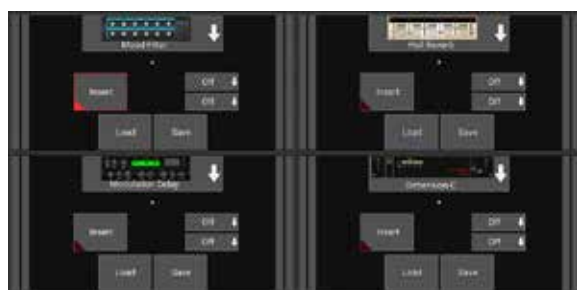 Mood Filter
Hall Reverb
Insert
Off
Off
Insert
Off
Off
Load
Save
Load
Save
Modulation Delay
Dimension-C
Insert
Off
Off
Insert
Off
Off
Load
Save
Load
Save